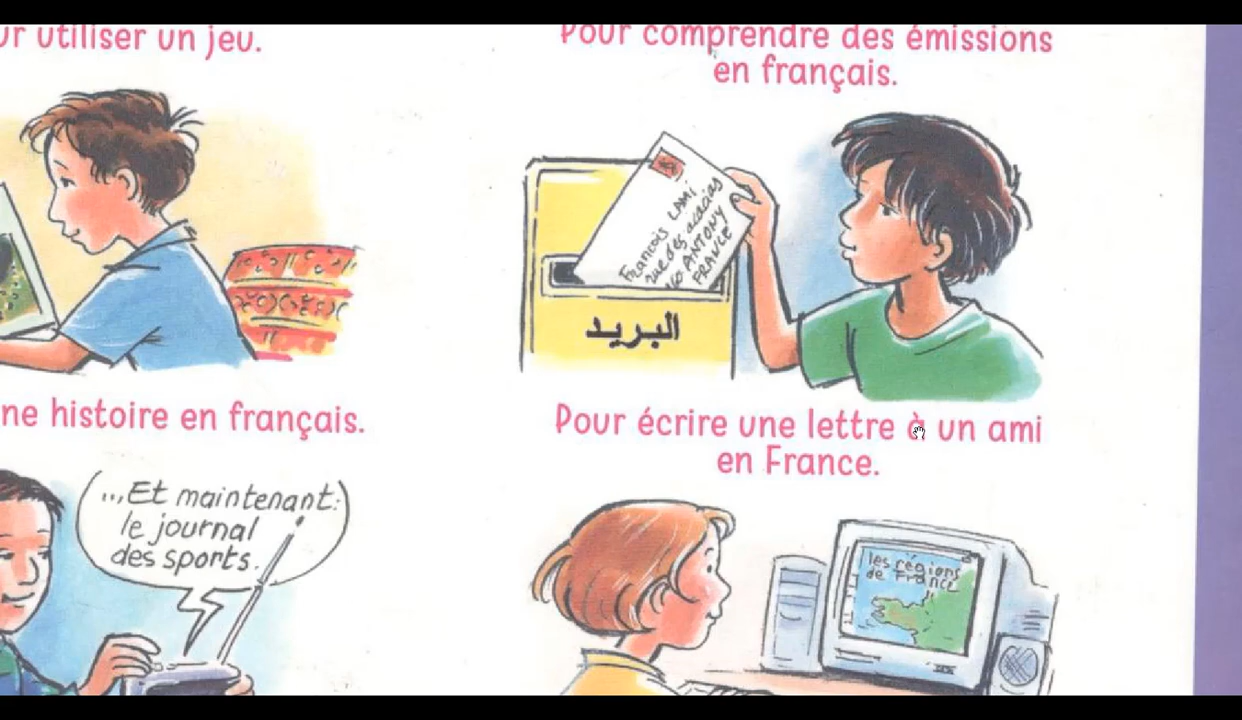 ur utiliser un jeu.
Pour comprendre des émissions
en français.
François LAMI
rue des acacias
160 ANTONY
FRANCE
البريد
ne histoire en français.
Pour écrire une lettre à un ami
en France.
...Et maintenant:
le journal
des sports.
les régions
de France